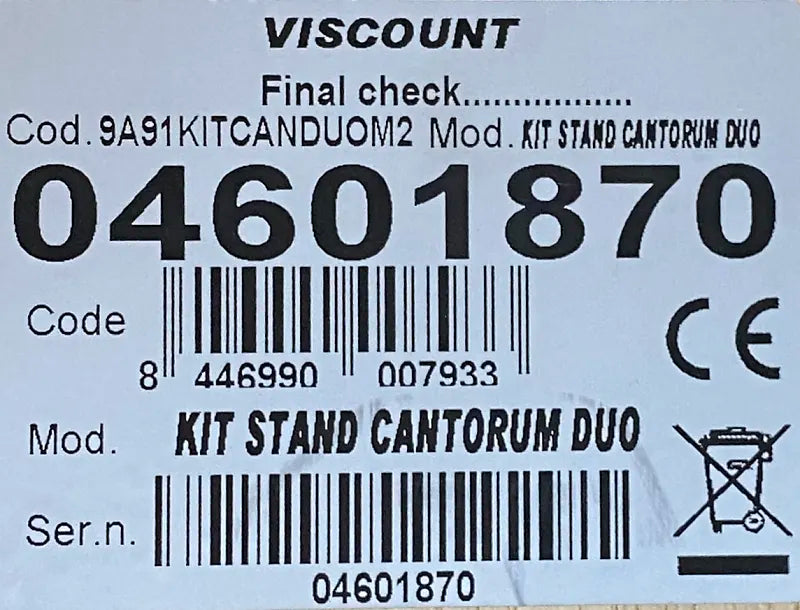 VISCOUNT
Final check.................
Cod. 9A91KITCANDUOM2 Mod. KIT STAND CANTORUM DUO
04601870
Code
8 446990 007933
CE
Mod. KIT STAND CANTORUM DUO
Ser.n.
04601870